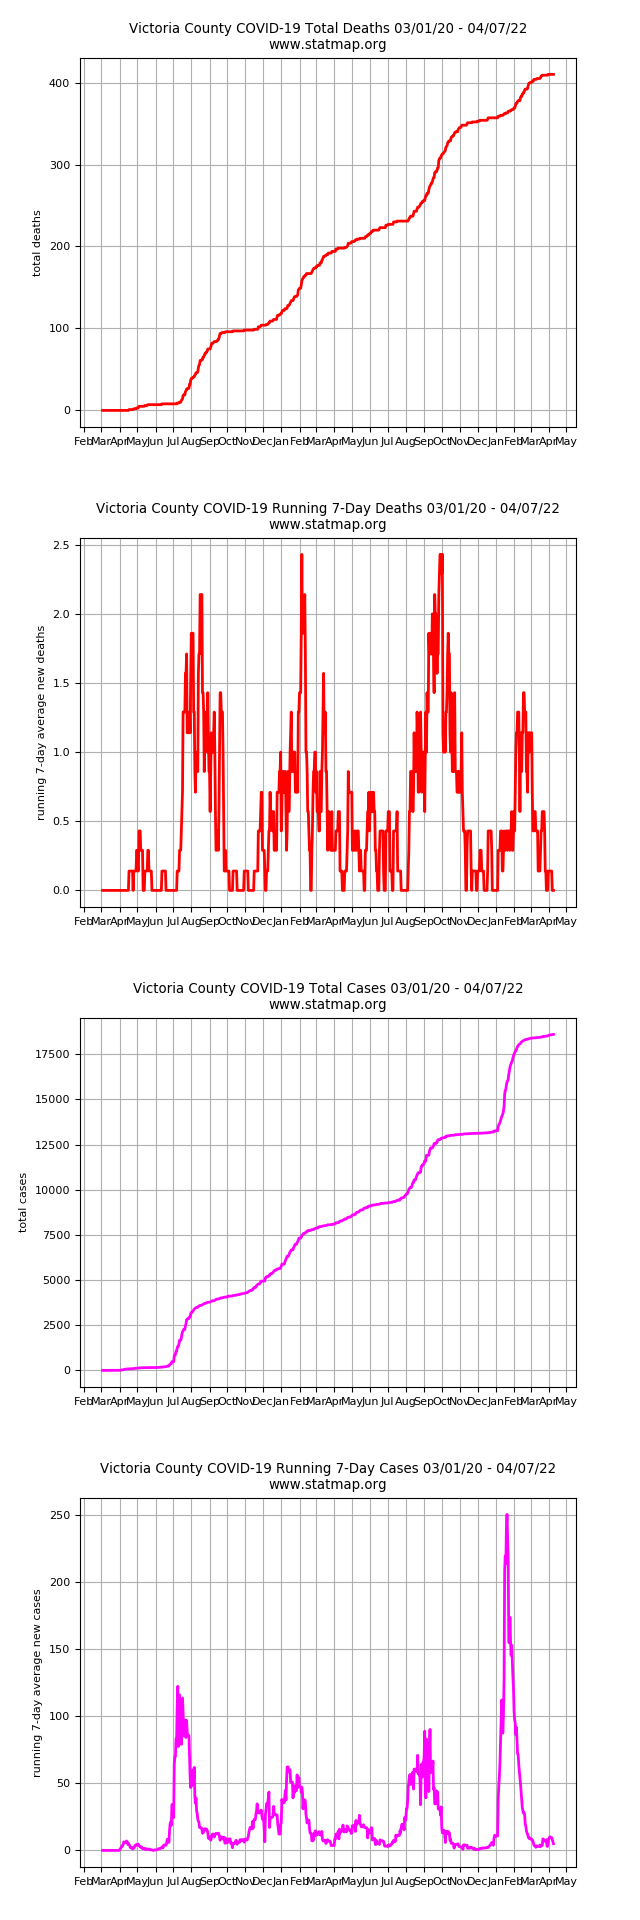 Victoria County COVID-19 Total Deaths 03/01/20 - 04/07/22
www.statmap.org
400
300
200
100
0
total deaths
Feb Mar Apr May Jun Jul Aug Sep Oct Nov Dec Jan Feb Mar Apr May Jun Jul Aug Sep Oct Nov Dec Jan Feb Mar Apr May
Victoria County COVID-19 Running 7-Day Deaths 03/01/20 - 04/07/22
www.statmap.org
2.5
2.0
1.5
1.0
0.5
0.0
running 7-day average new deaths
Feb Mar Apr May Jun Jul Aug Sep Oct Nov Dec Jan Feb Mar Apr May Jun Jul Aug Sep Oct Nov Dec Jan Feb Mar Apr May
Victoria County COVID-19 Total Cases 03/01/20 - 04/07/22
www.statmap.org
17500
15000
12500
10000
7500
5000
2500
0
total cases
Feb Mar Apr May Jun Jul Aug Sep Oct Nov Dec Jan Feb Mar Apr May Jun Jul Aug Sep Oct Nov Dec Jan Feb Mar Apr May
Victoria County COVID-19 Running 7-Day Cases 03/01/20 - 04/07/22
www.statmap.org
250
200
150
100
50
0
running 7-day average new cases
Feb Mar Apr May Jun Jul Aug Sep Oct Nov Dec Jan Feb Mar Apr May Jun Jul Aug Sep Oct Nov Dec Jan Feb Mar Apr May